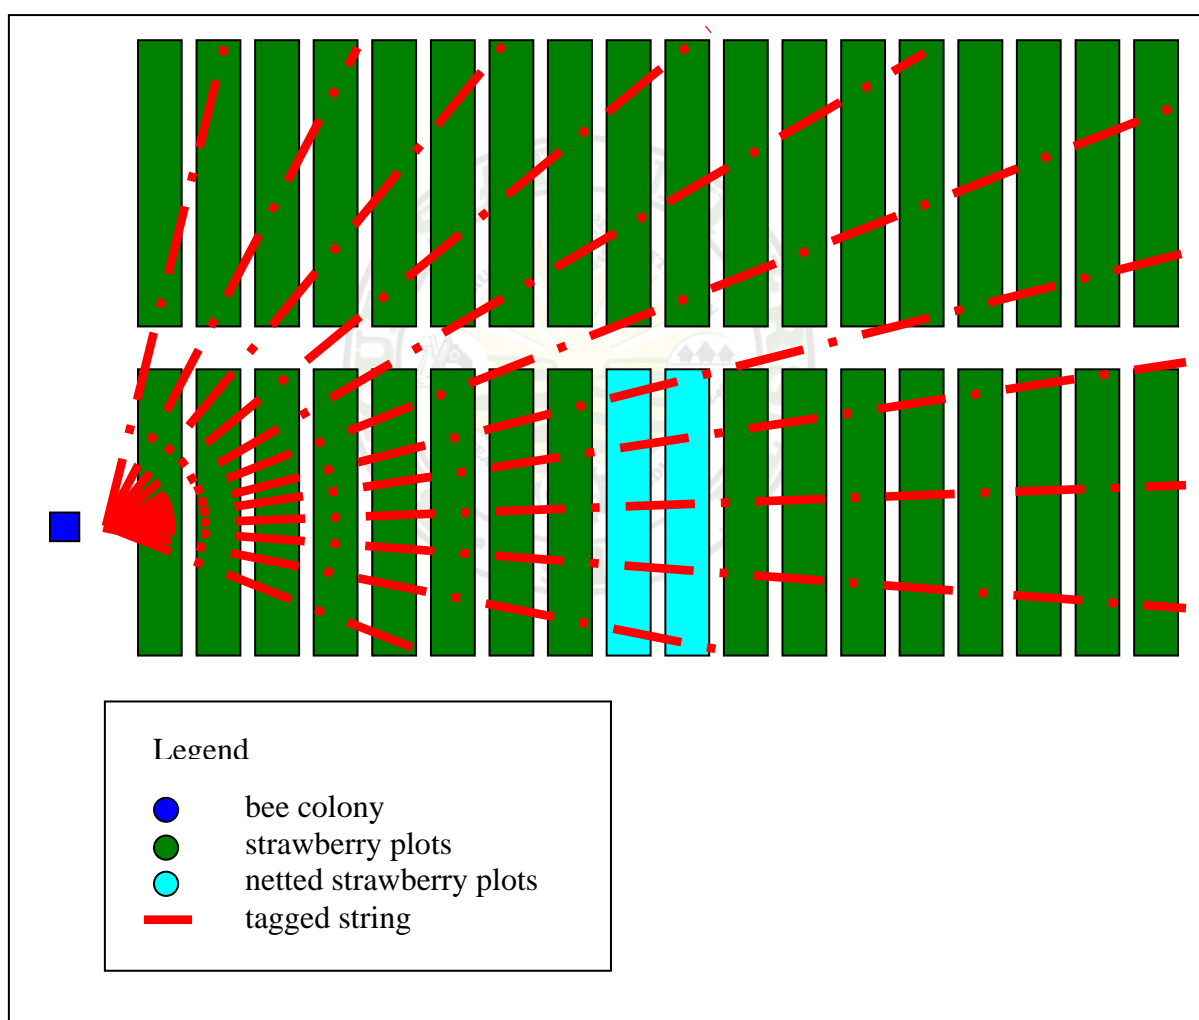 Legend
bee colony
strawberry plots
netted strawberry plots
tagged string